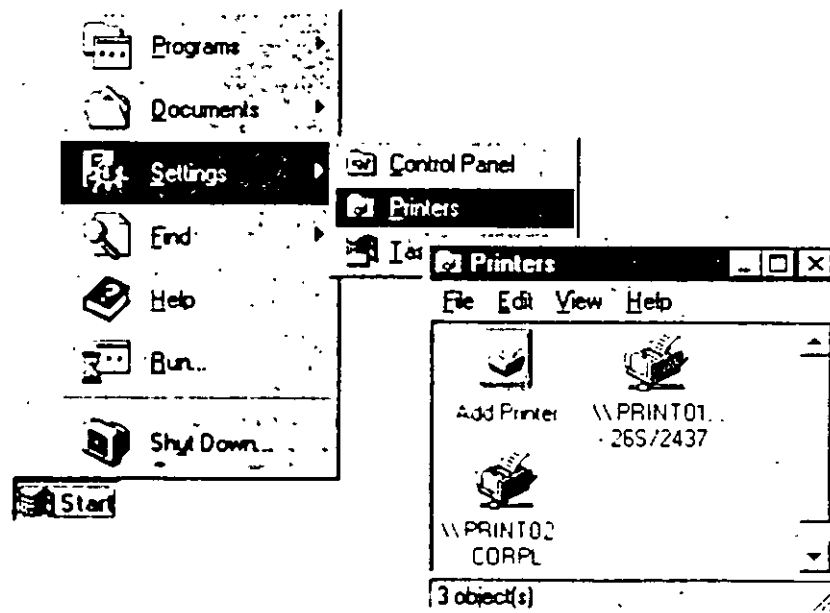 Programs
Documents
Settings
Find
Help
Run...
Shut Down...
Start
Control Panel
Printers
Printers
File Edit View Help
Add Printer
\\PRINT01..
26S/2437
\\PRINT02
CORPL
3 object(s)